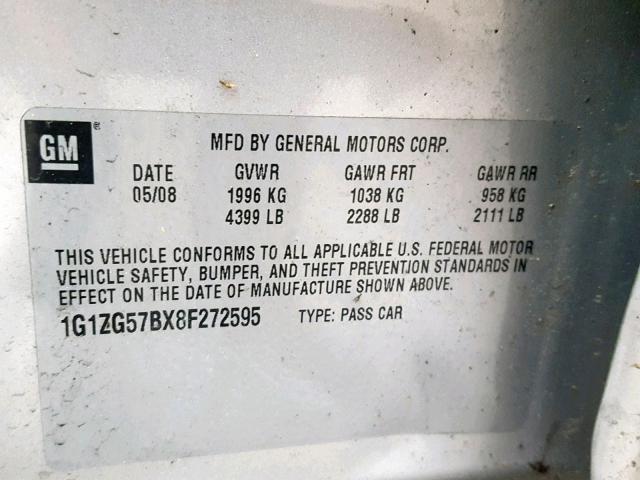 GM®
MFD BY GENERAL MOTORS CORP.
DATE GVWR GAWR FRT GAWR RR
05/08 1996 KG 1038 KG 958 KG
4399 LB 2288 LB 2111 LB
THIS VEHICLE CONFORMS TO ALL APPLICABLE U.S. FEDERAL MOTOR
VEHICLE SAFETY, BUMPER, AND THEFT PREVENTION STANDARDS IN
EFFECT ON THE DATE OF MANUFACTURE SHOWN ABOVE.
1G1ZG57BX8F272595 TYPE: PASS CAR